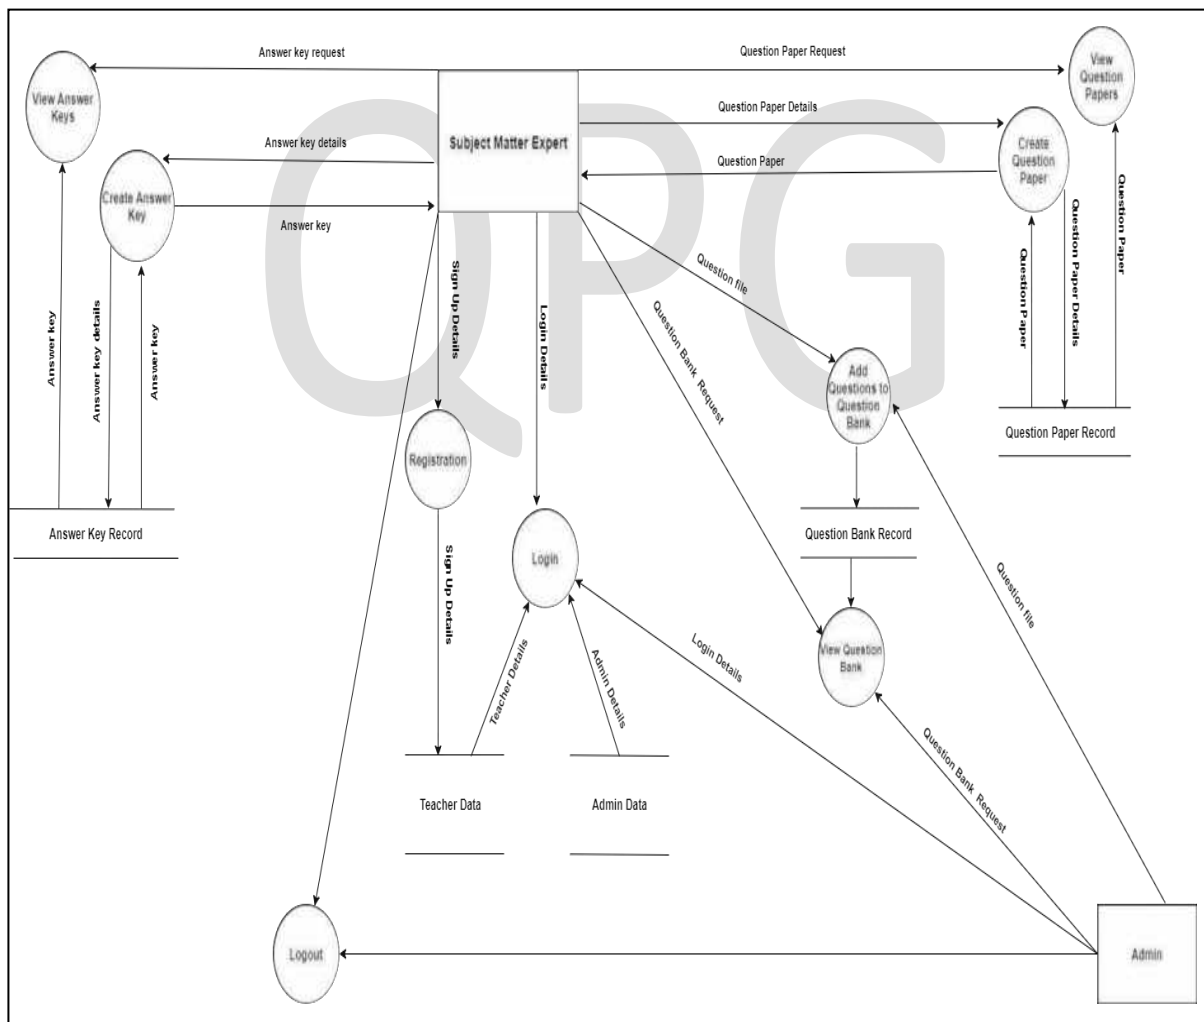 QPG
Answer key request
Question Paper Request
View
Question
Papers
View Answer
Keys
Question Paper Details
Subject Matter Expert
Answer key details
Question Paper
Create
Question
Paper
Create Answer
Key
Answer key
Question Paper
Question Paper Details
Question Paper
Sign Up Details
Login Details
Question file
Question Bank Request
Answer key
Answer key details
Answer key
Add
Questions to
Question
Bank
Question Paper Record
Registration
Answer Key Record
Question Bank Record
Login
Sign Up Details
Question file
View Question
Bank
Login Details
Teacher Details
Admin Details
Question Bank Request
Teacher Data
Admin Data
Logout
Admin